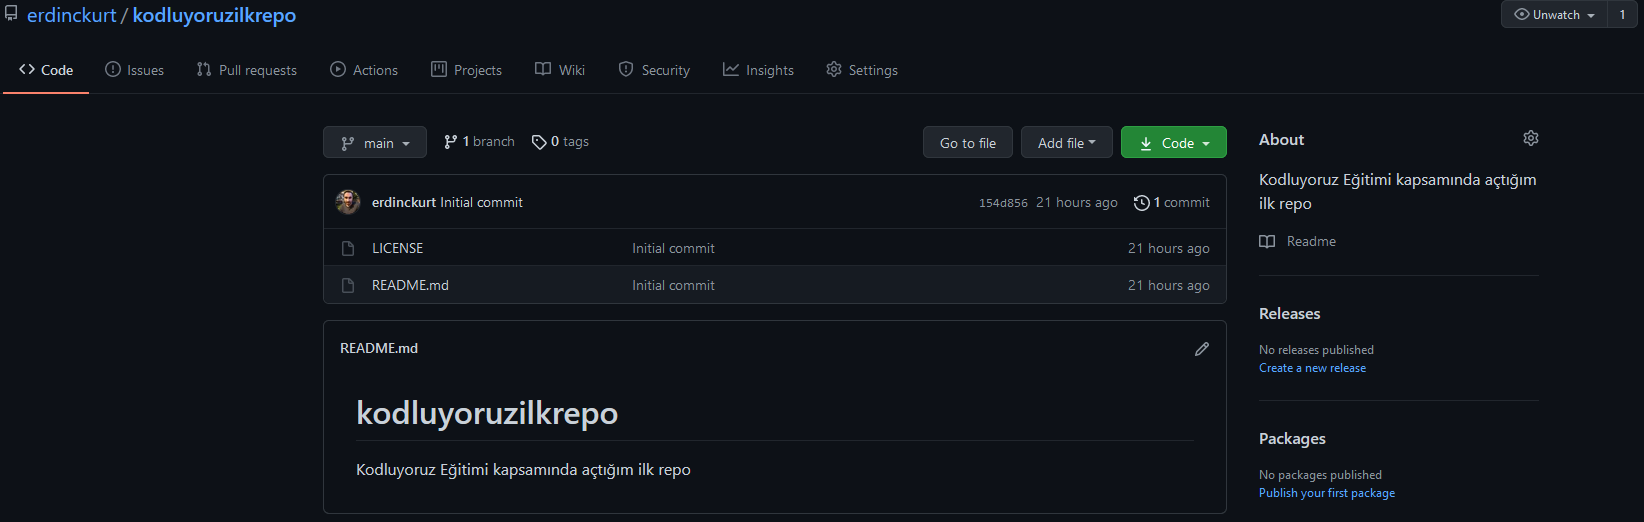 erdinckurt / kodluyoruzilkrepo
Unwatch 1
Code Issues Pull requests Actions Projects Wiki Security Insights Settings
main 1 branch 0 tags Go to file Add file Code
erdinckurt Initial commit 154d856 21 hours ago 1 commit
LICENSE Initial commit 21 hours ago
README.md Initial commit 21 hours ago
README.md
kodluyoruzilkrepo
Kodluyoruz Eğitimi kapsamında açtığım ilk repo
About
Kodluyoruz Eğitimi kapsamında açtığım
ilk repo
Readme
Releases
No releases published
Create a new release
Packages
No packages published
Publish your first package